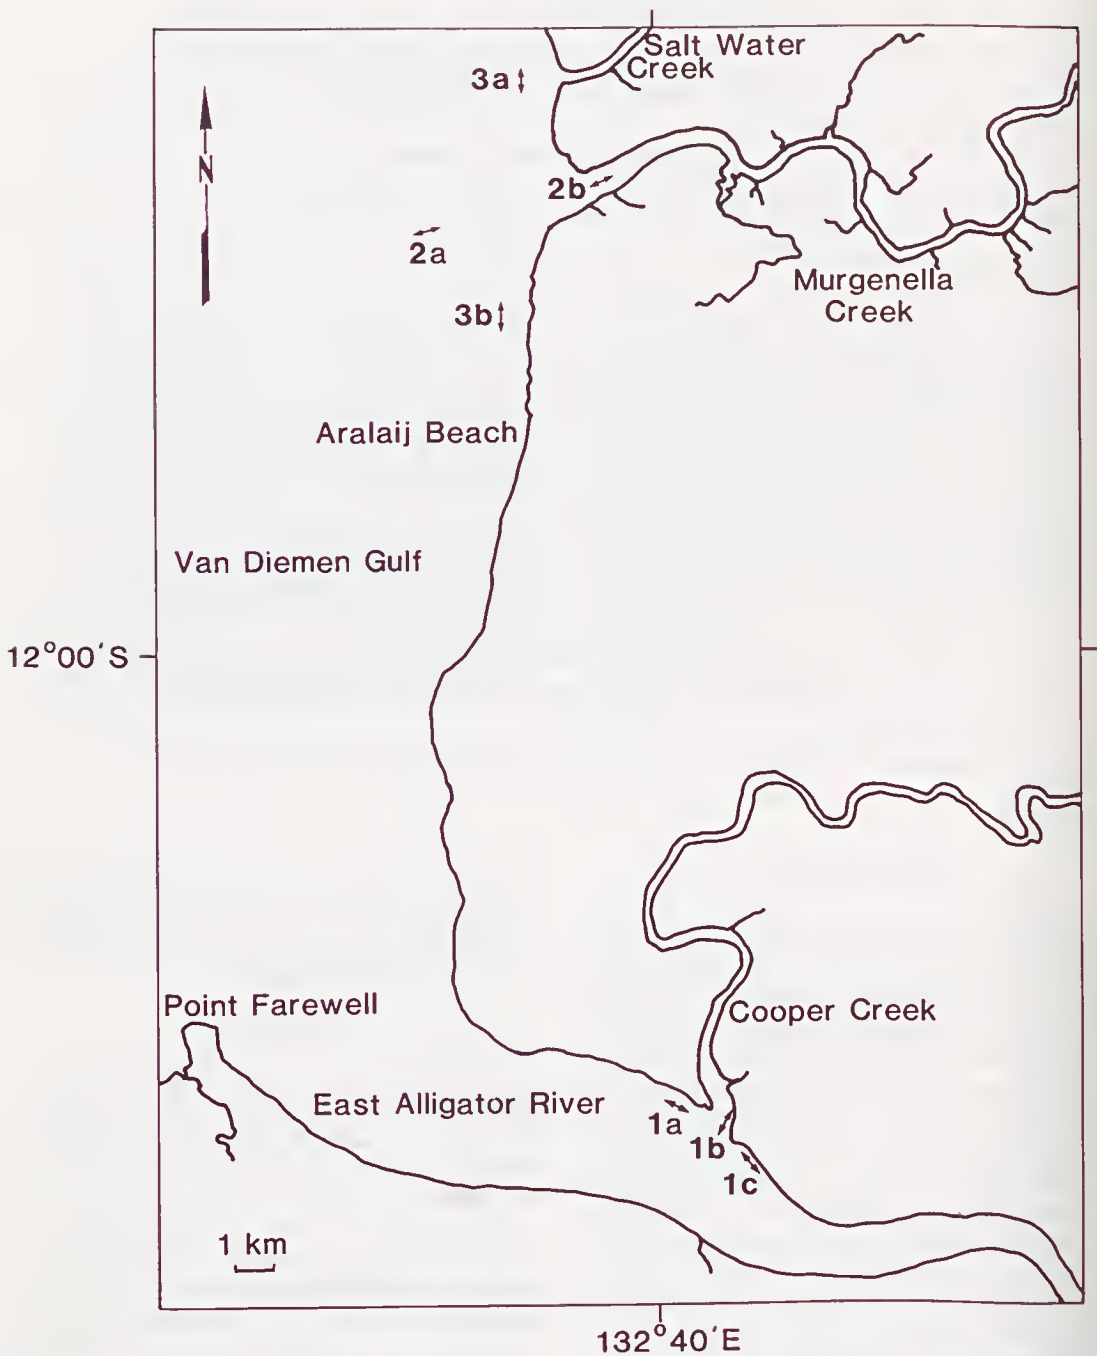 Salt Water
Creek
3a
N
2b
2a
Murgenella
Creek
3b
Aralaij Beach
Van Diemen Gulf
12°00'S
Point Farewell
Cooper Creek
East Alligator River
1a
1b
1c
1 km
132°40'E